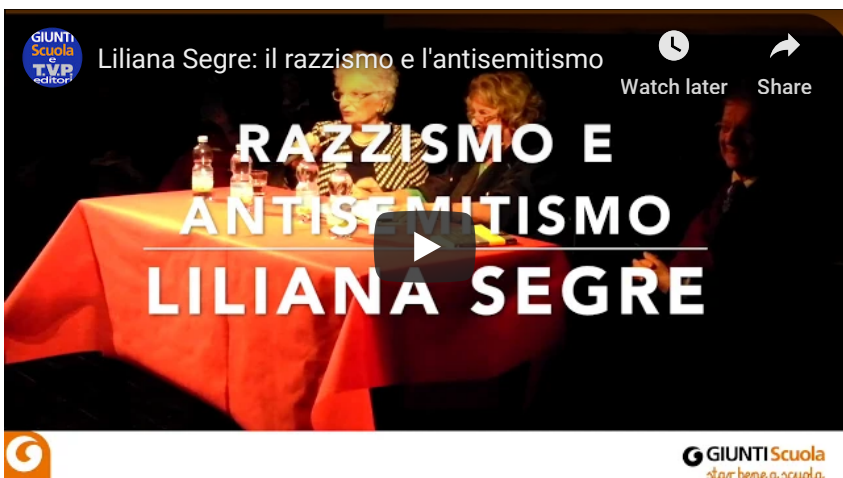 GIUNTI
Scuola
e
T.V.P.
editori
Liliana Segre: il razzismo e l'antisemitismo
Watch later
Share
RAZZISMO E
ANTISEMITISMO
LILIANA SEGRE
GIUNTI Scuola
star bene a scuola